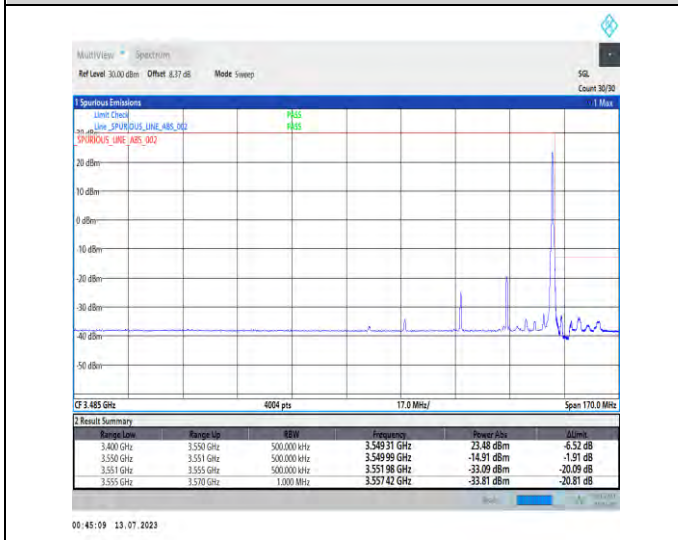 MultiView Spectrum
Ref Level 30.00 dBm Offset 8.37 dB Mode Sweep SGL
Count 30/30
1 Spurious Emissions 1 Max
Limit Check PASS
Line _SPURIOUS_LINE_ABS_002 PASS
_SPURIOUS_LINE_ABS_002
20 dBm
10 dBm
0 dBm
-10 dBm
-20 dBm
-30 dBm
-40 dBm
-50 dBm
CF 3.485 GHz 4004 pts 17.0 MHz/ Span 170.0 MHz
2 Result Summary
Range Low Range Up RBW Frequency Power Abs ΔLimit
3.400 GHz 3.550 GHz 500.000 kHz 3.549 31 GHz 23.48 dBm -6.52 dB
3.550 GHz 3.551 GHz 500.000 kHz 3.549 99 GHz -14.91 dBm -1.91 dB
3.551 GHz 3.555 GHz 500.000 kHz 3.551 98 GHz -33.09 dBm -20.09 dB
3.555 GHz 3.570 GHz 1.000 MHz 3.557 42 GHz -33.81 dBm -20.81 dB
00:45:09 13.07.2023